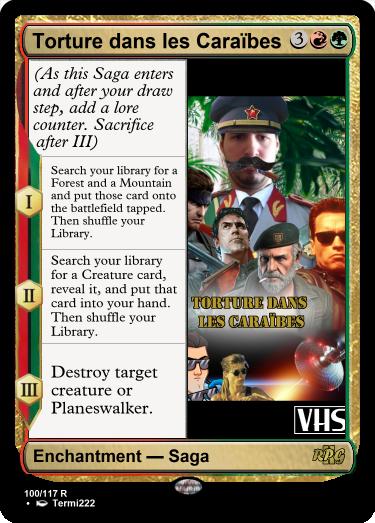 Torture dans les Caraïbes 3
(As this Saga enters
and after your draw
step, add a lore
counter. Sacrifice
after III)
I
Search your library for a
Forest and a Mountain
and put those card onto
the battlefield tapped.
Then shuffle your
Library.
II
Search your library
for a Creature card,
reveal it, and put that
card into your hand.
Then shuffle your
Library.
III
Destroy target
creature or
Planeswalker.
TORTURE DANS
LES CARAÏBES
VHS
Enchantment — Saga
RPG
100/117 R
• Termi222